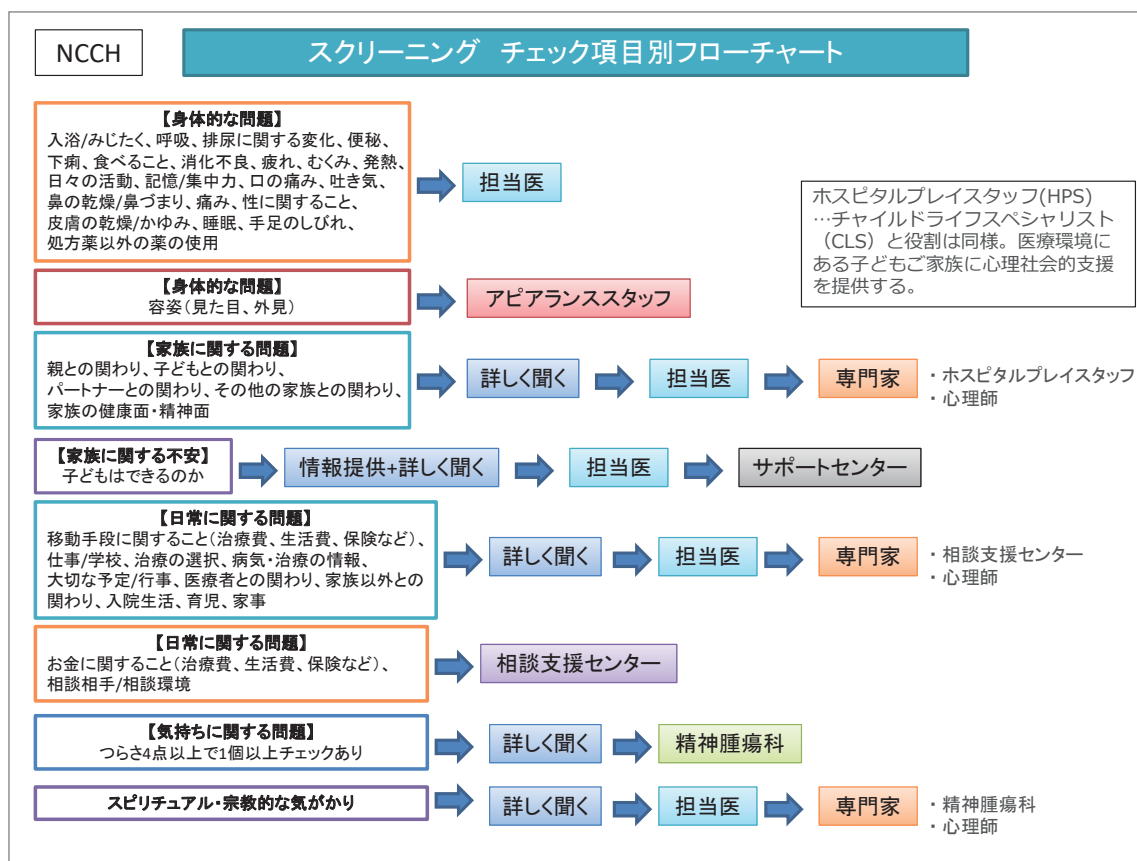 NCCH
スクリーニング チェック項目別フローチャート
【身体的な問題】
入浴/みじたく、呼吸、排尿に関する変化、便秘、
下痢、食べること、消化不良、疲れ、むくみ、発熱、
日々の活動、記憶/集中力、口の痛み、吐き気、
鼻の乾燥/鼻づまり、痛み、性に関すること、
皮膚の乾燥/かゆみ、睡眠、手足のしびれ、
処方薬以外の薬の使用
担当医
ホスピタルプレイスタッフ(HPS)
…チャイルドライフスペシャリスト
（CLS）と役割は同様。医療環境に
ある子どもご家族に心理社会的支援
を提供する。
【身体的な問題】
容姿（見た目、外見）
アピアランススタッフ
【家族に関する問題】
親との関わり、子どもとの関わり、
パートナーとの関わり、その他の家族との関わり、
家族の健康面・精神面
詳しく聞く
担当医
専門家
・ホスピタルプレイスタッフ
・心理師
【家族に関する不安】
子どもはできるのか
情報提供+詳しく聞く
担当医
サポートセンター
【日常に関する問題】
移動手段に関すること（治療費、生活費、保険など）、
仕事/学校、治療の選択、病気・治療の情報、
大切な予定/行事、医療者との関わり、家族以外との
関わり、入院生活、育児、家事
詳しく聞く
担当医
専門家
・相談支援センター
・心理師
【日常に関する問題】
お金に関すること（治療費、生活費、保険など）、
相談相手/相談環境
相談支援センター
【気持ちに関する問題】
つらさ4点以上で1個以上チェックあり
詳しく聞く
精神腫瘍科
スピリチュアル・宗教的な気がかり
詳しく聞く
担当医
専門家
・精神腫瘍科
・心理師